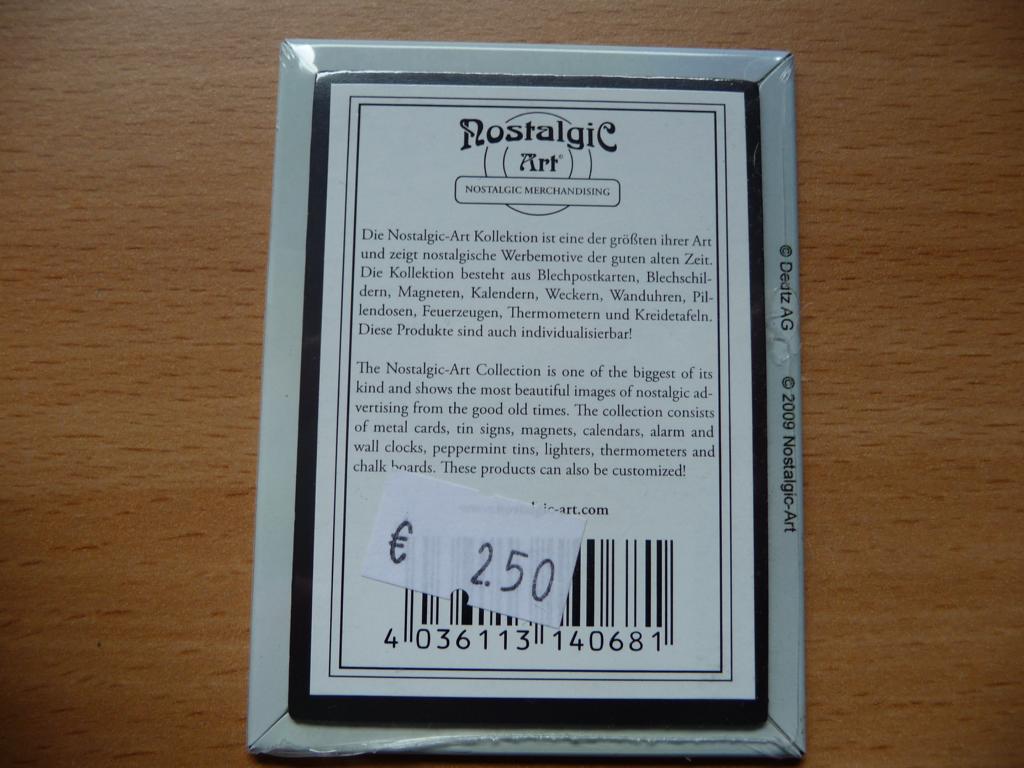 Nostalgic
Art®
NOSTALGIC MERCHANDISING
Die Nostalgic-Art Kollektion ist eine der größten ihrer Art
und zeigt nostalgische Werbemotive der guten alten Zeit.
Die Kollektion besteht aus Blechpostkarten, Blechschil-
dern, Magneten, Kalendern, Weckern, Wanduhren, Pil-
lendosen, Feuerzeugen, Thermometern und Kreidetafeln.
Diese Produkte sind auch individualisierbar!
The Nostalgic-Art Collection is one of the biggest of its
kind and shows the most beautiful images of nostalgic ad-
vertising from the good old times. The collection consists
of metal cards, tin signs, magnets, calendars, alarm and
wall clocks, peppermint tins, lighters, thermometers and
chalk boards. These products can also be customized!
-art.com
€ 2.50
4 036113 140681
© Deutz AG © 2009 Nostalgic-Art